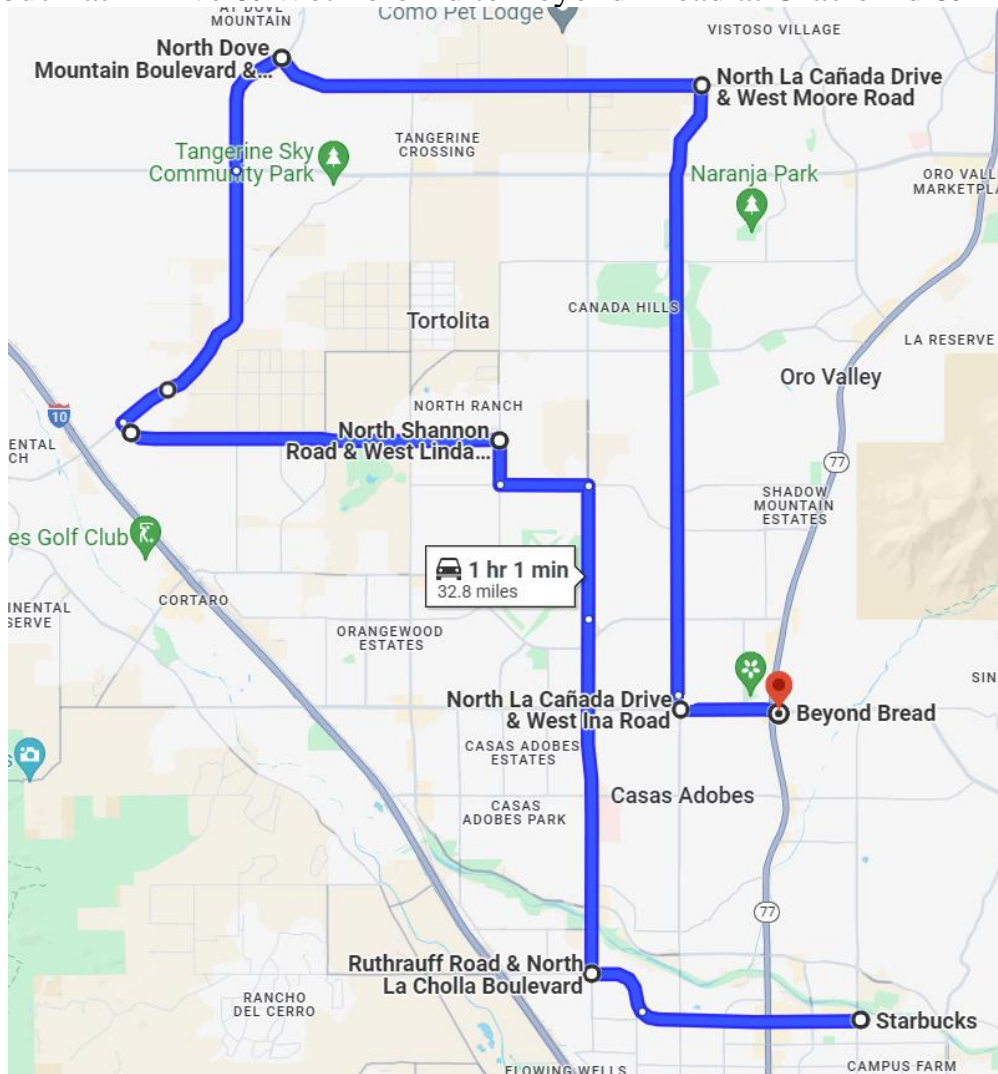 MOUNTAIN
Como Pet Lodge
VISTOSO VILLAGE
North Dove
Mountain Boulevard &...
North La Cañada Drive
& West Moore Road
TANGERINE
CROSSING
Tangerine Sky
Community Park
Naranja Park
ORO VALL
MARKETPLA
CANADA HILLS
Tortolita
LA RESERVE
Oro Valley
10
NORTH RANCH
North Shannon
Road & West Linda...
ENTAL
CH
77
SHADOW
MOUNTAIN
ESTATES
es Golf Club
1 hr 1 min
32.8 miles
CORTARO
INENTAL
SERVE
ORANGEWOOD
ESTATES
SIN
North La Cañada Drive
& West Ina Road
Beyond Bread
CASAS ADOBES
ESTATES
s
Casas Adobes
CASAS
ADOBES PARK
77
Ruthrauff Road & North
La Cholla Boulevard
RANCHO
DEL CERRO
Starbucks
FLOWING WELLS
CAMPUS FARM